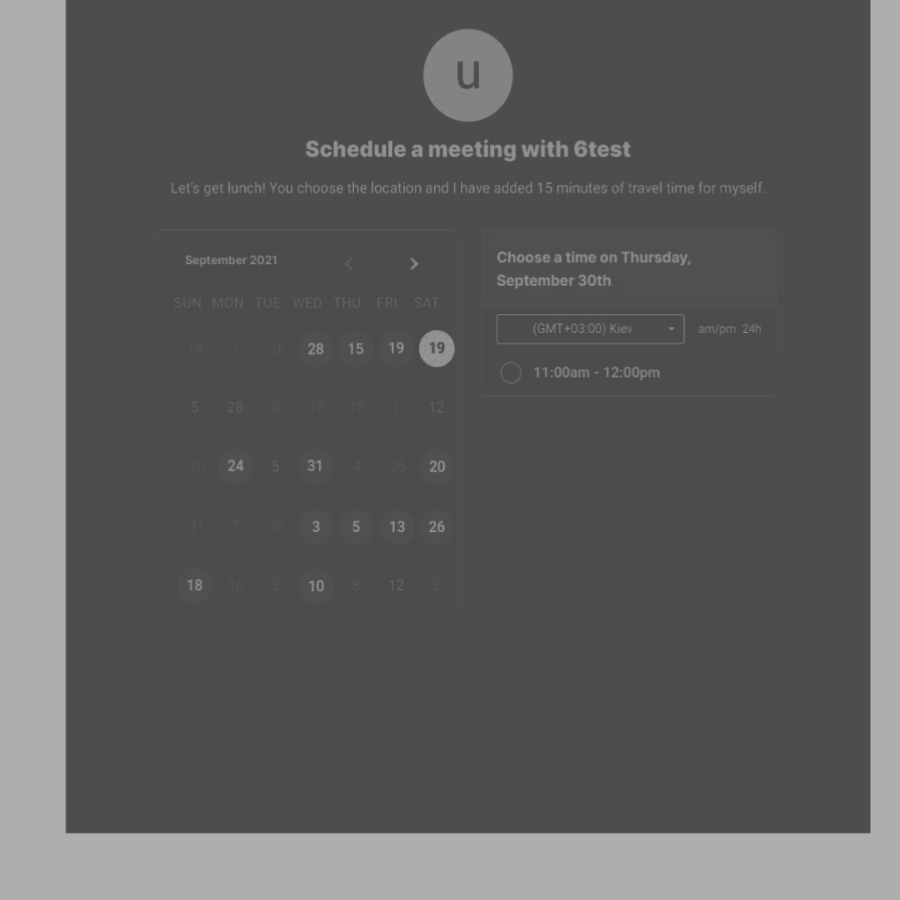 u
Schedule a meeting with 6test
Let's get lunch! You choose the location and I have added 15 minutes of travel time for myself.
September 2021
SUN MON TUE WED THU FRI SAT
14 1 26 28 15 19 19
5 28 30 18 18 1 12
20 24 5 31 4 25 20
31 7 30 3 5 13 26
18 16 2 10 8 12 2
Choose a time on Thursday,
September 30th
(GMT+03:00) Kiev am/pm 24h
11:00am - 12:00pm